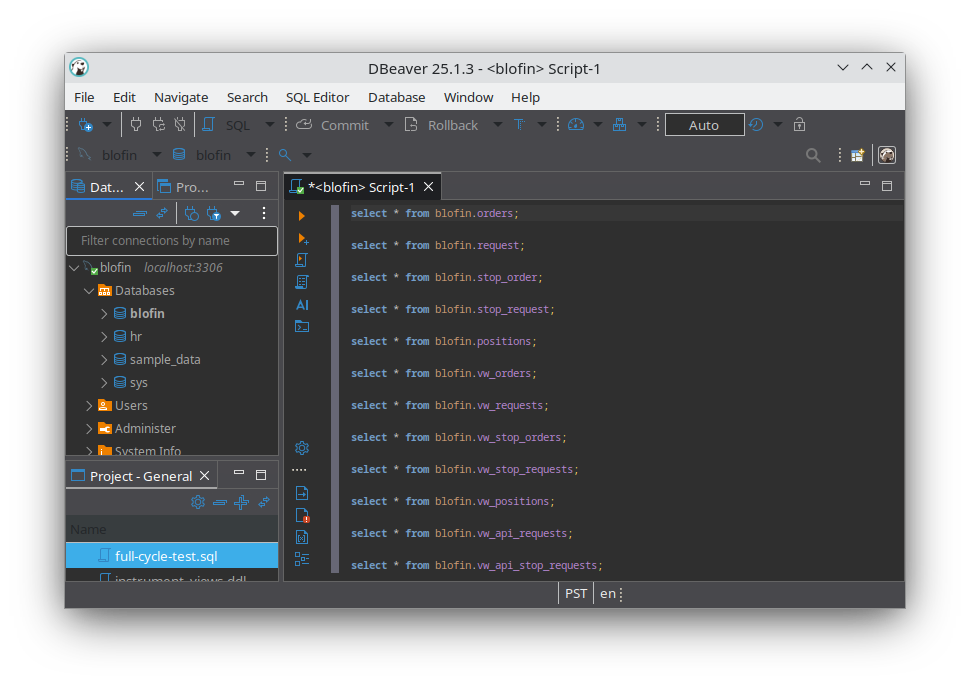 DBeaver 25.1.3 - <blofin> Script-1
File Edit Navigate Search SQL Editor Database Window Help
SQL Commit Rollback T Auto
blofin blofin
Dat... Pro...
*<blofin> Script-1
Filter connections by name
blofin localhost:3306
Databases
blofin
hr
sample_data
sys
Users
Administer
System Info
Project - General
Name
full-cycle-test.sql
instrument_views.ddl
AI
select * from blofin.orders;
select * from blofin.request;
select * from blofin.stop_order;
select * from blofin.stop_request;
select * from blofin.positions;
select * from blofin.vw_orders;
select * from blofin.vw_requests;
select * from blofin.vw_stop_orders;
select * from blofin.vw_stop_requests;
select * from blofin.vw_positions;
select * from blofin.vw_api_requests;
select * from blofin.vw_api_stop_requests;
PST en